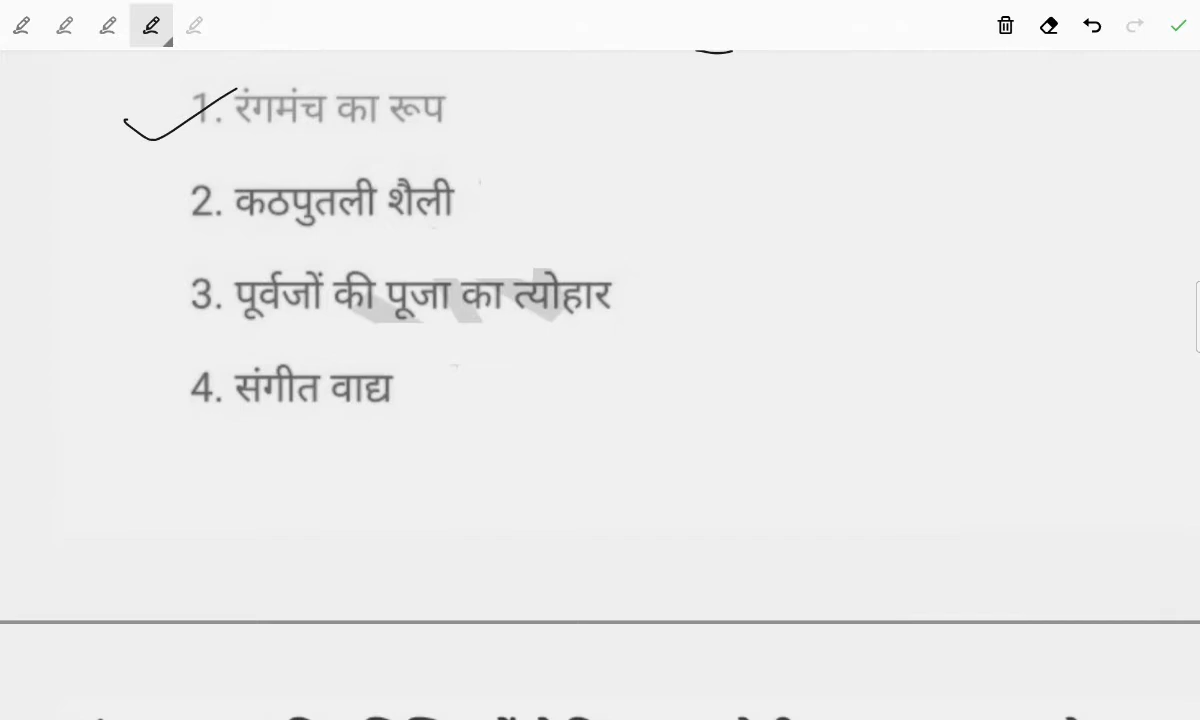 1. रंगमंच का रूप
2. कठपुतली शैली
3. पूर्वजों की पूजा का त्योहार
4. संगीत वाद्य